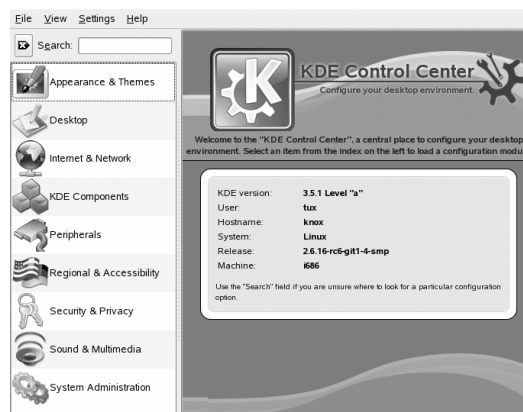 File View Settings Help
Search:
Appearance & Themes
Desktop
Internet & Network
KDE Components
Peripherals
Regional & Accessibility
Security & Privacy
Sound & Multimedia
System Administration
KDE Control Center
Configure your desktop environment.
Welcome to the "KDE Control Center", a central place to configure your desktop
environment. Select an item from the index on the left to load a configuration modu
KDE version: 3.5.1 Level "a"
User: tux
Hostname: knox
System: Linux
Release: 2.6.16-rc6-git1-4-smp
Machine: i686
Use the "Search" field if you are unsure where to look for a particular configuration
option.